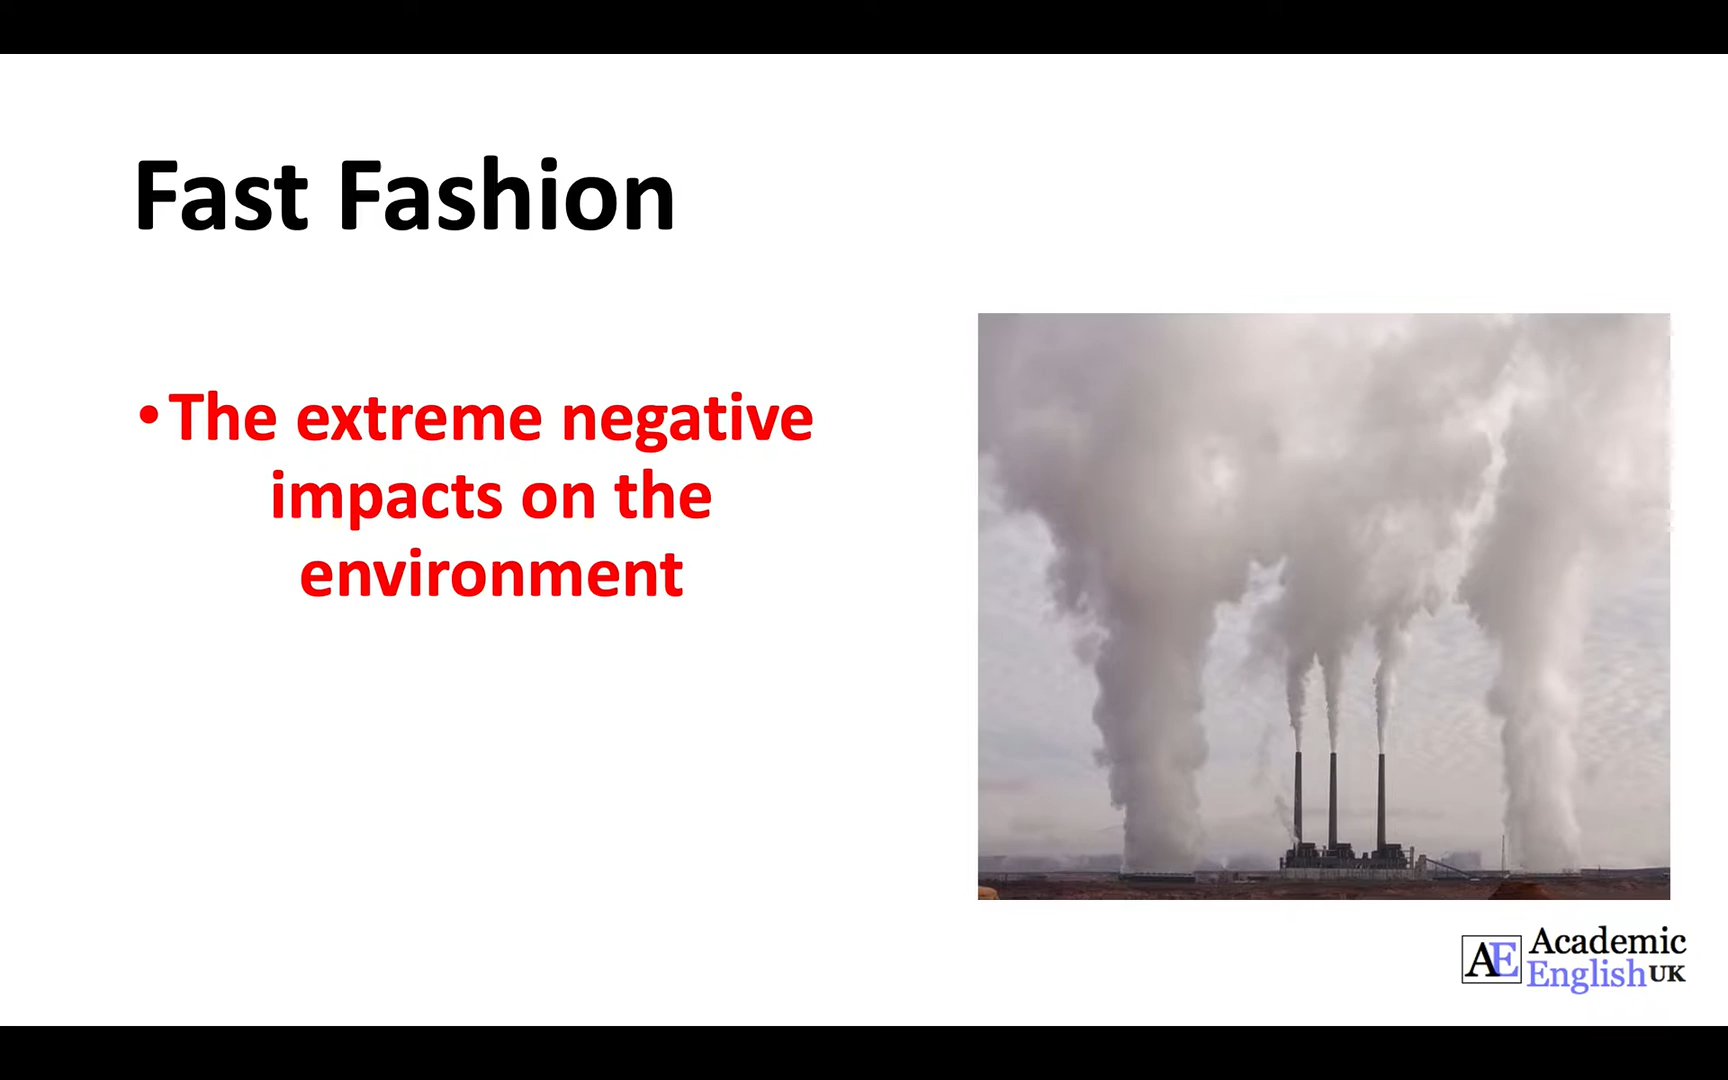 Fast Fashion
• The extreme negative
impacts on the
environment
AE Academic
English UK